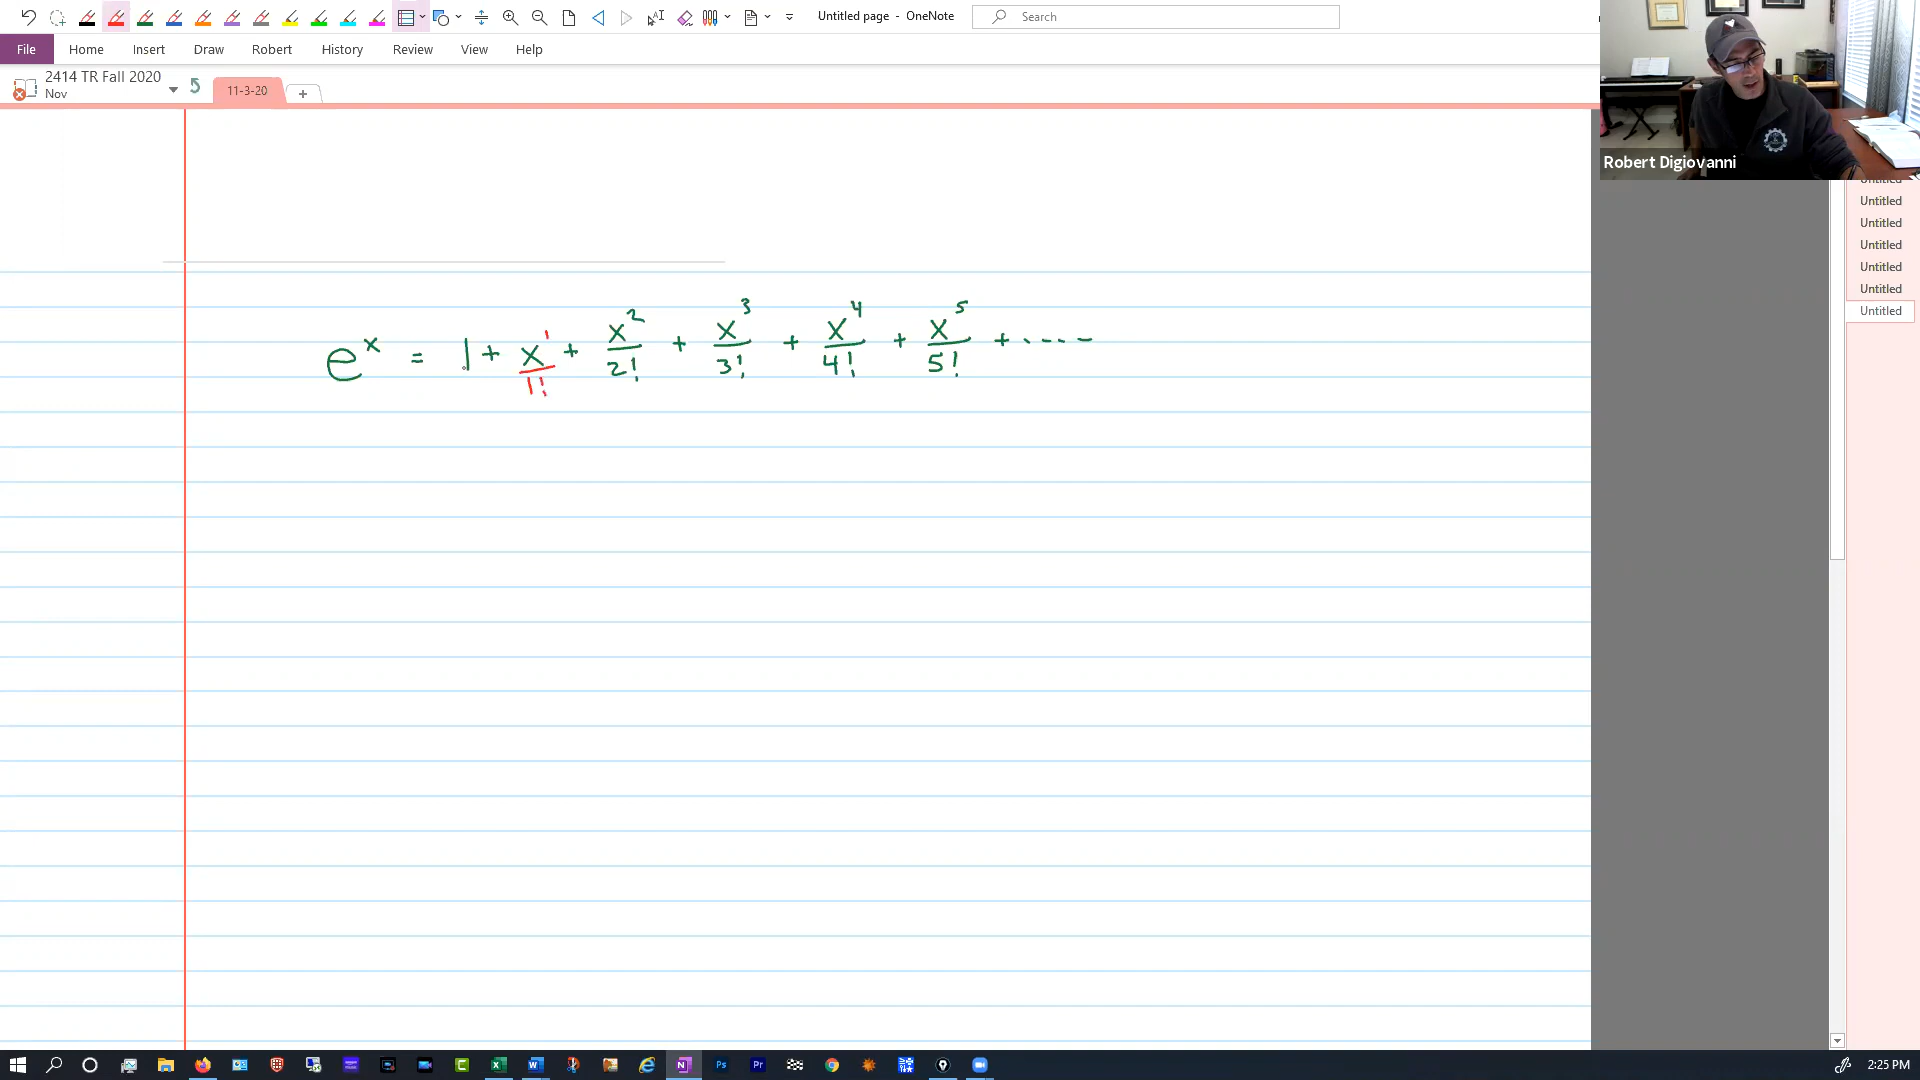 Untitled page - OneNote
Search
File Home Insert Draw Robert History Review View Help
2414 TR Fall 2020
Nov
11-3-20
Robert Digiovanni
Untitled
Untitled
Untitled
Untitled
Untitled
Untitled
Untitled
e^x = 1 + x^1/1! + x^2/2! + x^3/3! + x^4/4! + x^5/5! + ....
2:25 PM